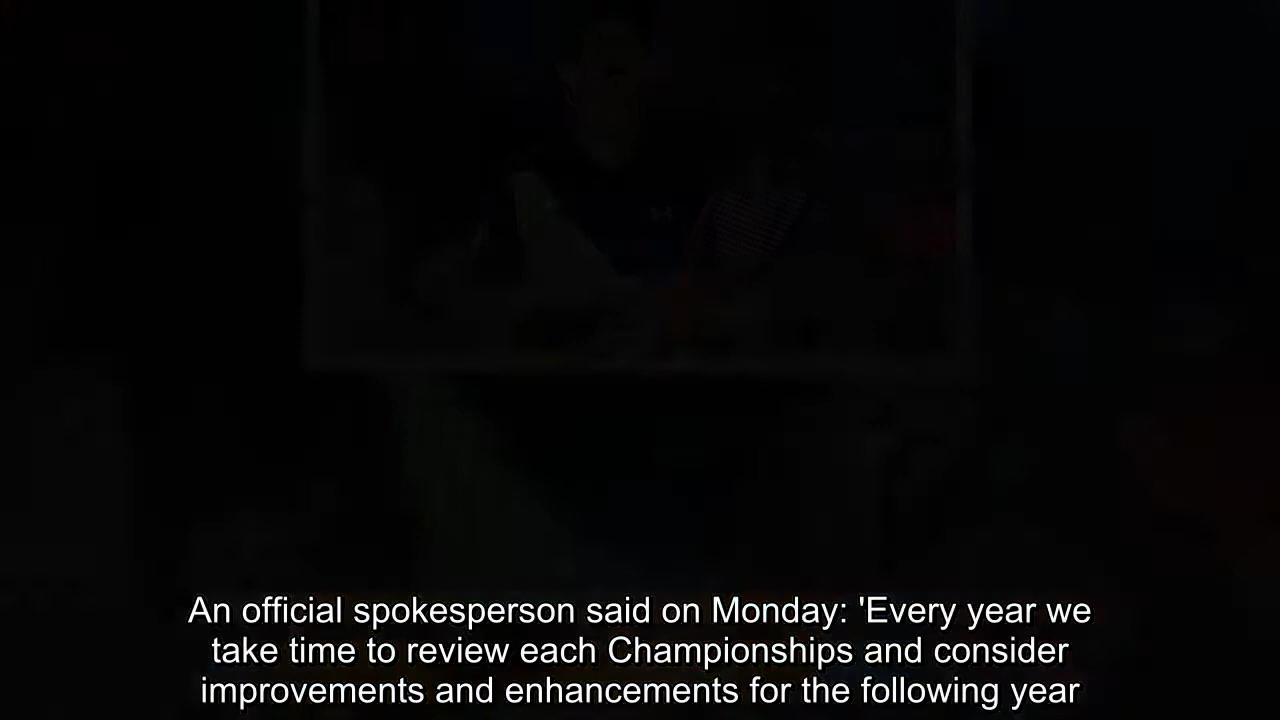 An official spokesperson said on Monday: 'Every year we
take time to review each Championships and consider
improvements and enhancements for the following year